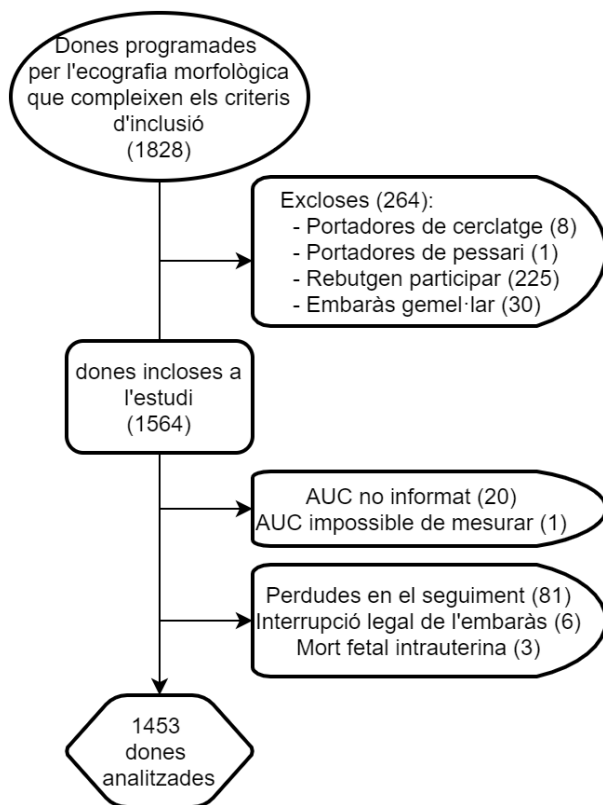 Dones programades
per l'ecografia morfològica
que compleixen els criteris
d'inclusió
(1828)
Excloses (264):
- Portadores de cerclatge (8)
- Portadores de pessari (1)
- Rebutgen participar (225)
- Embaràs gemel·lar (30)
dones incloses a
l'estudi
(1564)
AUC no informat (20)
AUC impossible de mesurar (1)
Perdudes en el seguiment (81)
Interrupció legal de l'embaràs (6)
Mort fetal intrauterina (3)
1453
dones
analitzades